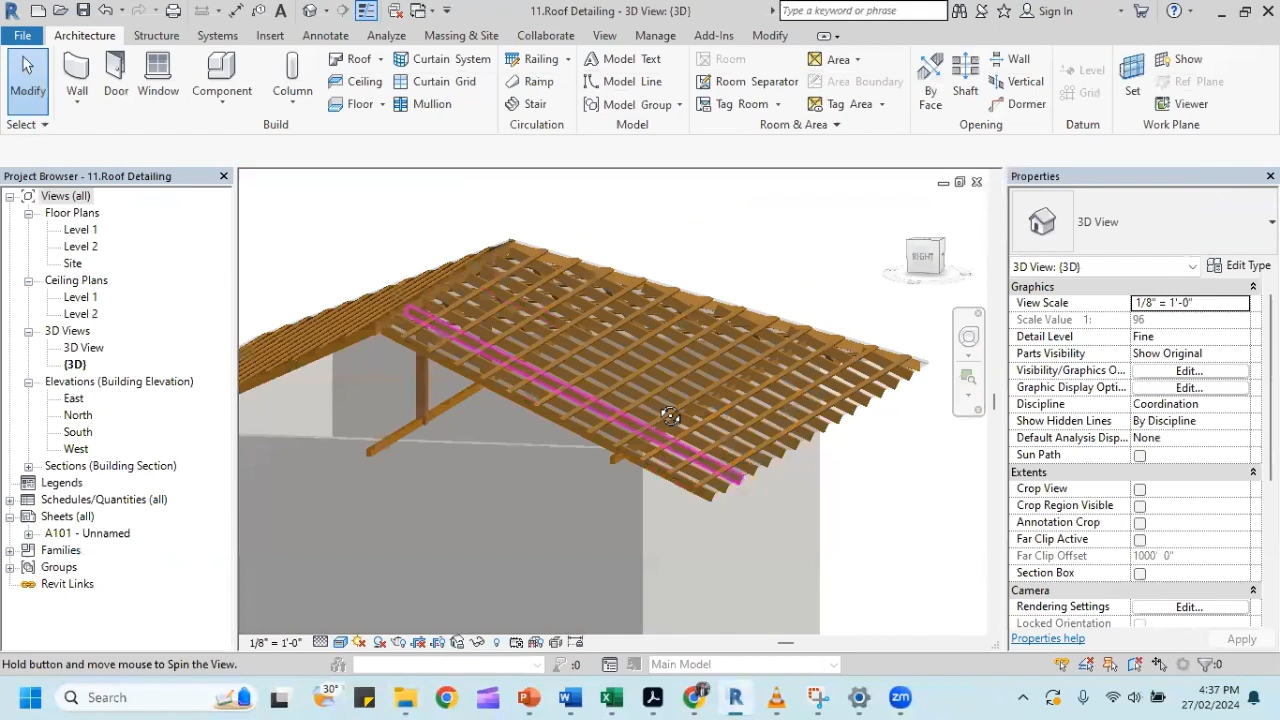 11.Roof Detailing - 3D View: {3D}
Type a keyword or phrase
Sign In
File Architecture Structure Systems Insert Annotate Analyze Massing & Site Collaborate View Manage Add-Ins Modify
Modify
Wall
Door
Window
Component
Column
Roof
Ceiling
Floor
Curtain System
Curtain Grid
Mullion
Railing
Ramp
Stair
Model Text
Model Line
Model Group
Room
Room Separator
Tag Room
Area
Area Boundary
Tag Area
By Face
Shaft
Wall
Vertical
Dormer
Level
Grid
Set
Show
Ref Plane
Viewer
Select
Build
Circulation
Model
Room & Area
Opening
Datum
Work Plane
Project Browser - 11.Roof Detailing
Views (all)
Floor Plans
Level 1
Level 2
Site
Ceiling Plans
Level 1
Level 2
3D Views
3D View
{3D}
Elevations (Building Elevation)
East
North
South
West
Sections (Building Section)
Legends
Schedules/Quantities (all)
Sheets (all)
A101 - Unnamed
Families
Groups
Revit Links
RIGHT
Properties
3D View
3D View: {3D}
Edit Type
Graphics
View Scale 1/8" = 1'-0"
Scale Value 1: 96
Detail Level Fine
Parts Visibility Show Original
Visibility/Graphics O... Edit...
Graphic Display Opti... Edit...
Discipline Coordination
Show Hidden Lines By Discipline
Default Analysis Disp... None
Sun Path
Extents
Crop View
Crop Region Visible
Annotation Crop
Far Clip Active
Far Clip Offset 1000' 0"
Section Box
Camera
Rendering Settings Edit...
Locked Orientation
Properties help
Apply
1/8" = 1'-0"
Hold button and move mouse to Spin the View.
:0
Main Model
:0
Search
30°
zm
4:37 PM
27/02/2024